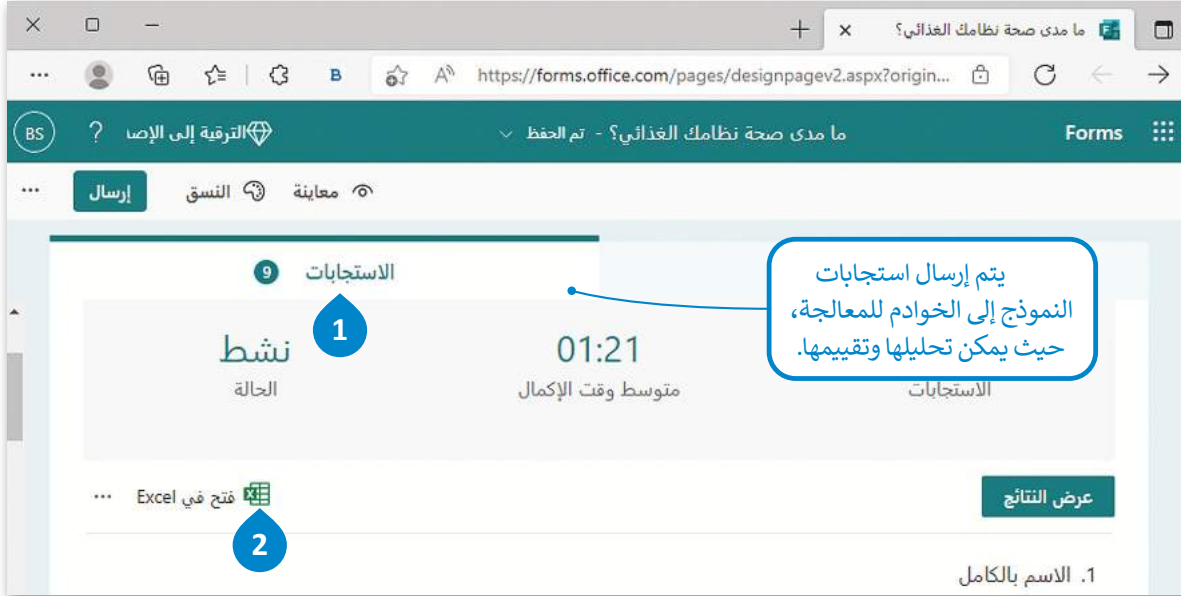 ما مدى صحة نظامك الغذائي؟
https://forms.office.com/pages/designpagev2.aspx?origin...
B
Forms
ما مدى صحة نظامك الغذائي؟ - تم الحفظ
الترقية إلى الإصد
?
BS
معاينة
النسق
إرسال
الاستجابات 9
1
يتم إرسال استجابات
النموذج إلى الخوادم للمعالجة،
حيث يمكن تحليلها وتقييمها.
الاستجابات
01:21
متوسط وقت الإكمال
نشط
الحالة
عرض النتائج
فتح في Excel
2
1. الاسم بالكامل